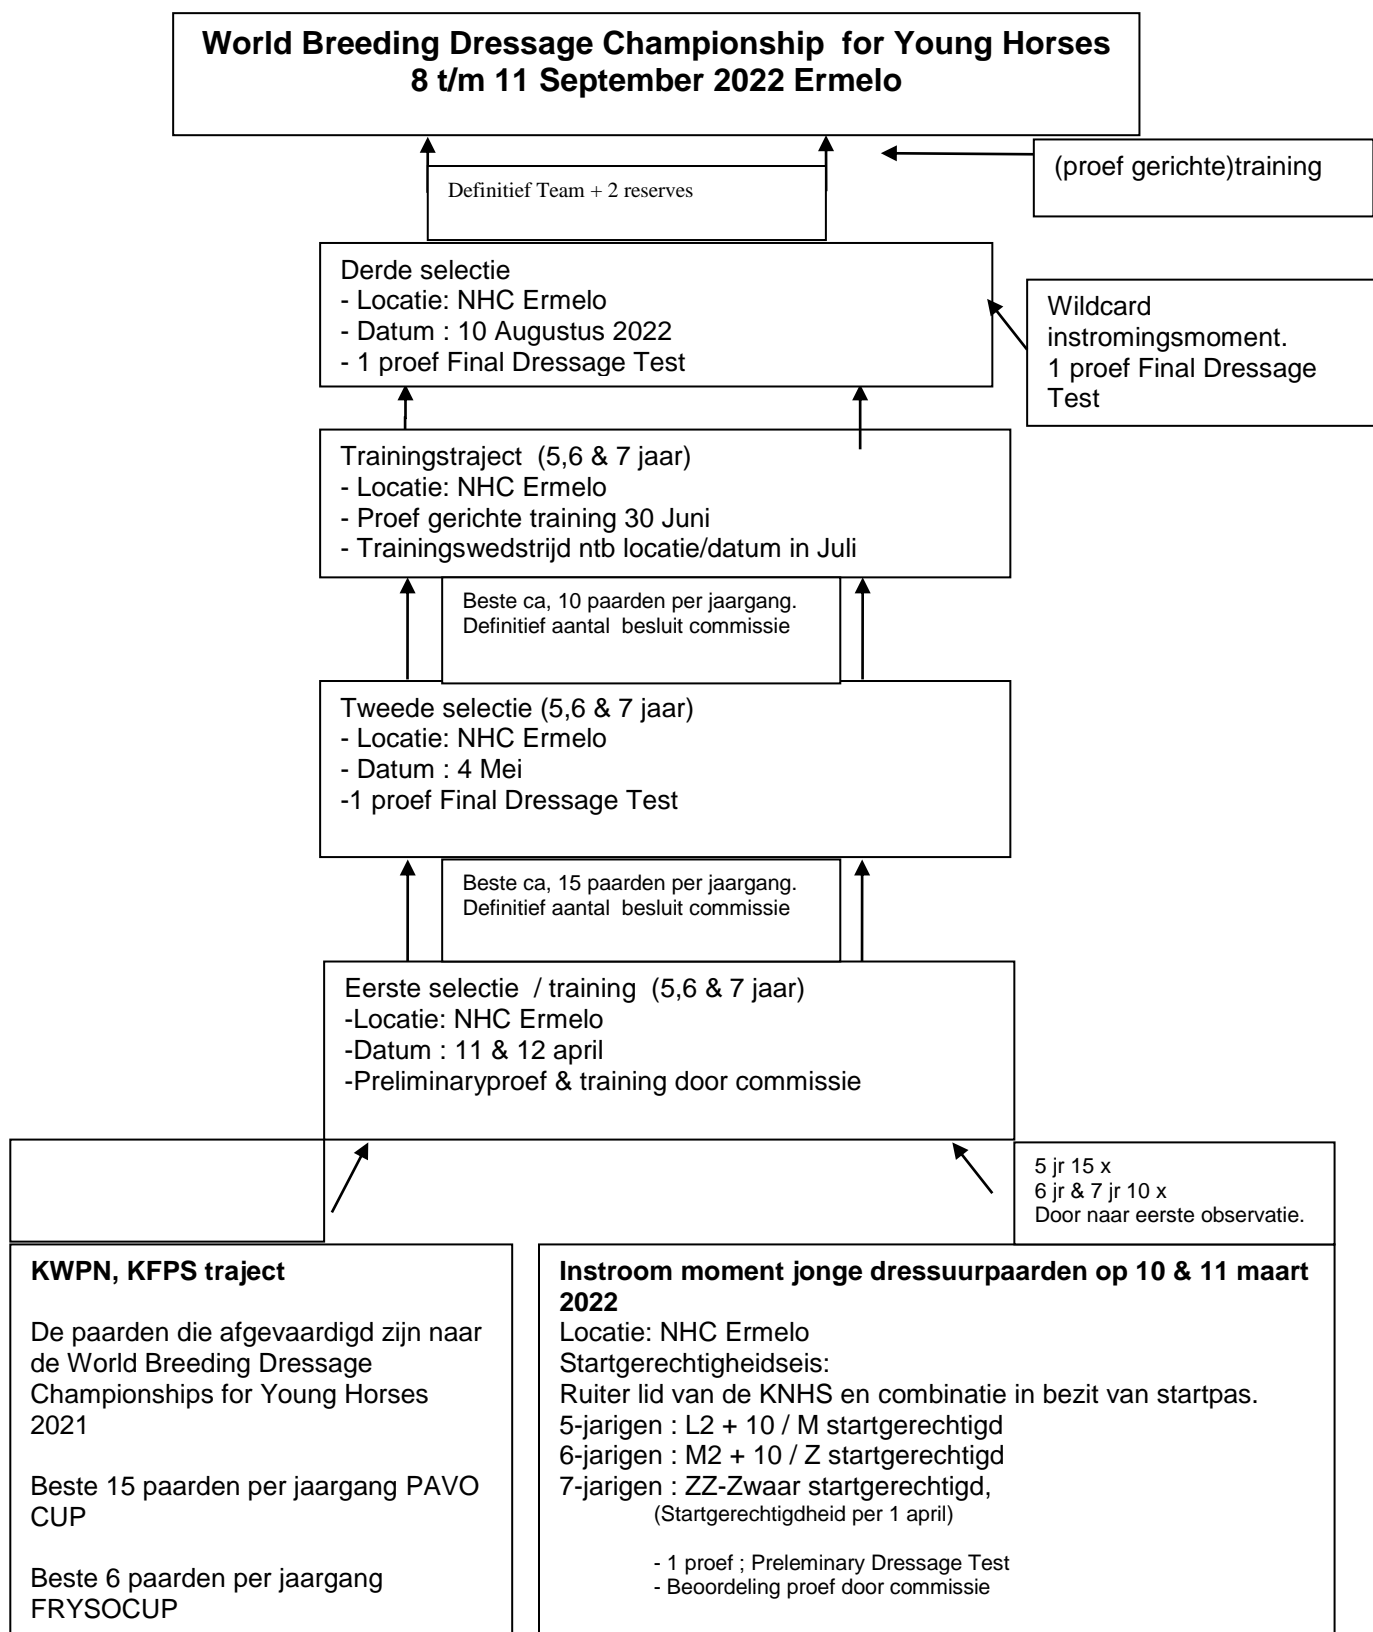 World Breeding Dressage Championship  for Young Horses
8 t/m 11 September 2022 Ermelo
(proef gerichte)training
Definitief Team + 2 reserves
Derde selectie
- Locatie: NHC Ermelo
- Datum : 10 Augustus 2022
- 1 proef Final Dressage Test
Wildcard
instromingsmoment.
1 proef Final Dressage
Test
Trainingstraject  (5,6 & 7 jaar)
- Locatie: NHC Ermelo
- Proef gerichte training 30 Juni
- Trainingswedstrijd ntb locatie/datum in Juli
Beste ca, 10 paarden per jaargang.
Definitief aantal  besluit commissie
Tweede selectie (5,6 & 7 jaar)
- Locatie: NHC Ermelo
- Datum : 4 Mei
-1 proef Final Dressage Test
Beste ca, 15 paarden per jaargang.
Definitief aantal  besluit commissie
Eerste selectie  / training  (5,6 & 7 jaar)
-Locatie: NHC Ermelo
-Datum : 11 & 12 april
-Preliminaryproef & training door commissie
5 jr 15 x
6 jr & 7 jr 10 x
Door naar eerste observatie.
KWPN, KFPS traject
De paarden die afgevaardigd zijn naar
de World Breeding Dressage
Championships for Young Horses
2021
Beste 15 paarden per jaargang PAVO
CUP
Beste 6 paarden per jaargang
FRYSOCUP
Instroom moment jonge dressuurpaarden op 10 & 11 maart
2022
Locatie: NHC Ermelo
Startgerechtigheidseis:
Ruiter lid van de KNHS en combinatie in bezit van startpas.
5-jarigen : L2 + 10 / M startgerechtigd
6-jarigen : M2 + 10 / Z startgerechtigd
7-jarigen : ZZ-Zwaar startgerechtigd,
(Startgerechtigdheid per 1 april)
- 1 proef ; Preleminary Dressage Test
- Beoordeling proef door commissie